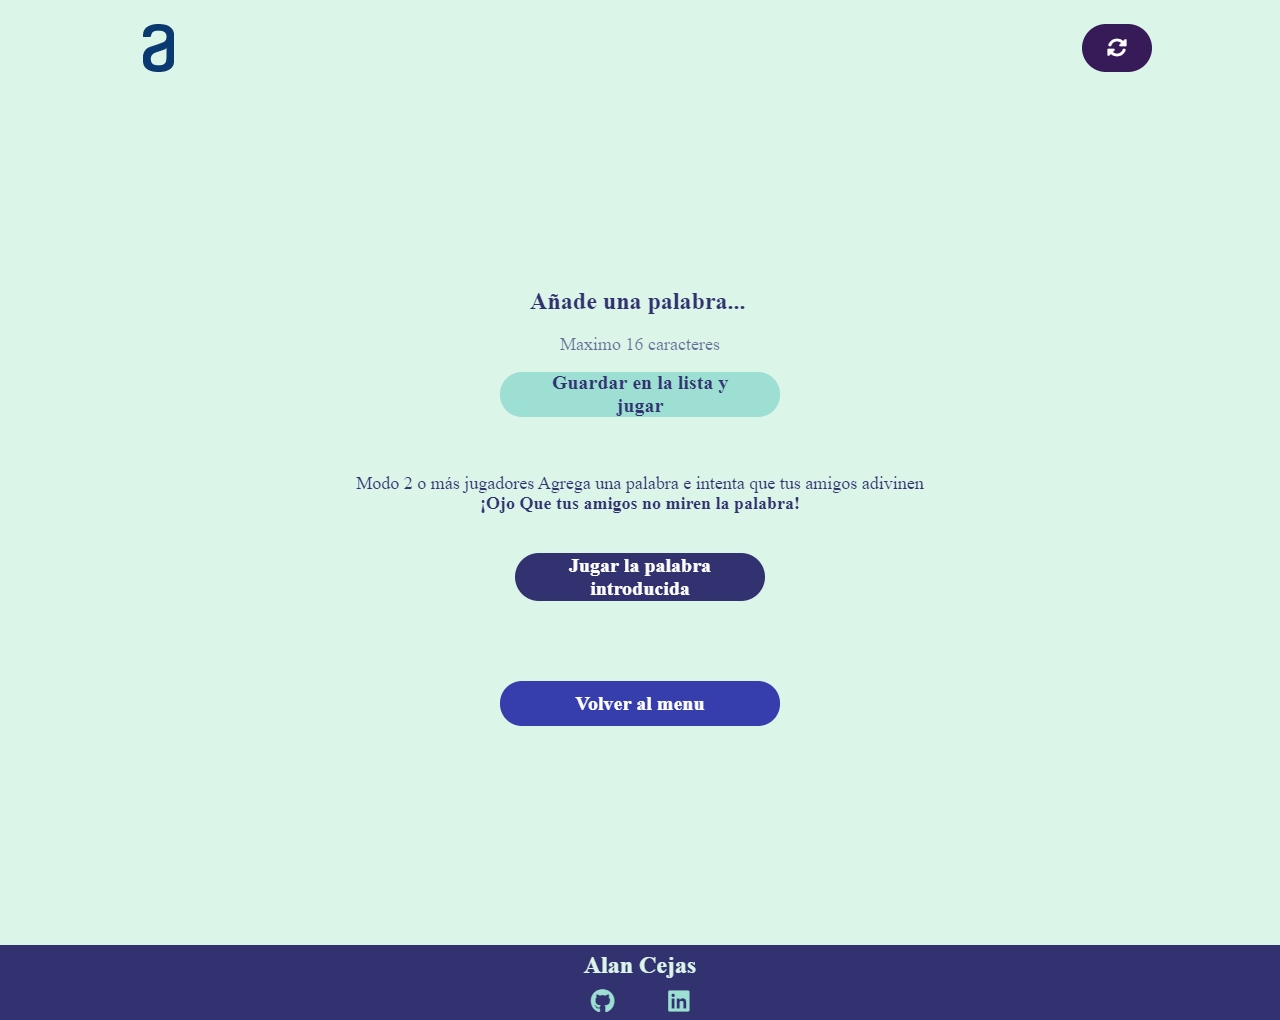 a
Añade una palabra...
Maximo 16 caracteres
Guardar en la lista y
jugar
Modo 2 o más jugadores Agrega una palabra e intenta que tus amigos adivinen
¡Ojo Que tus amigos no miren la palabra!
Jugar la palabra
introducida
Volver al menu
Alan Cejas
in